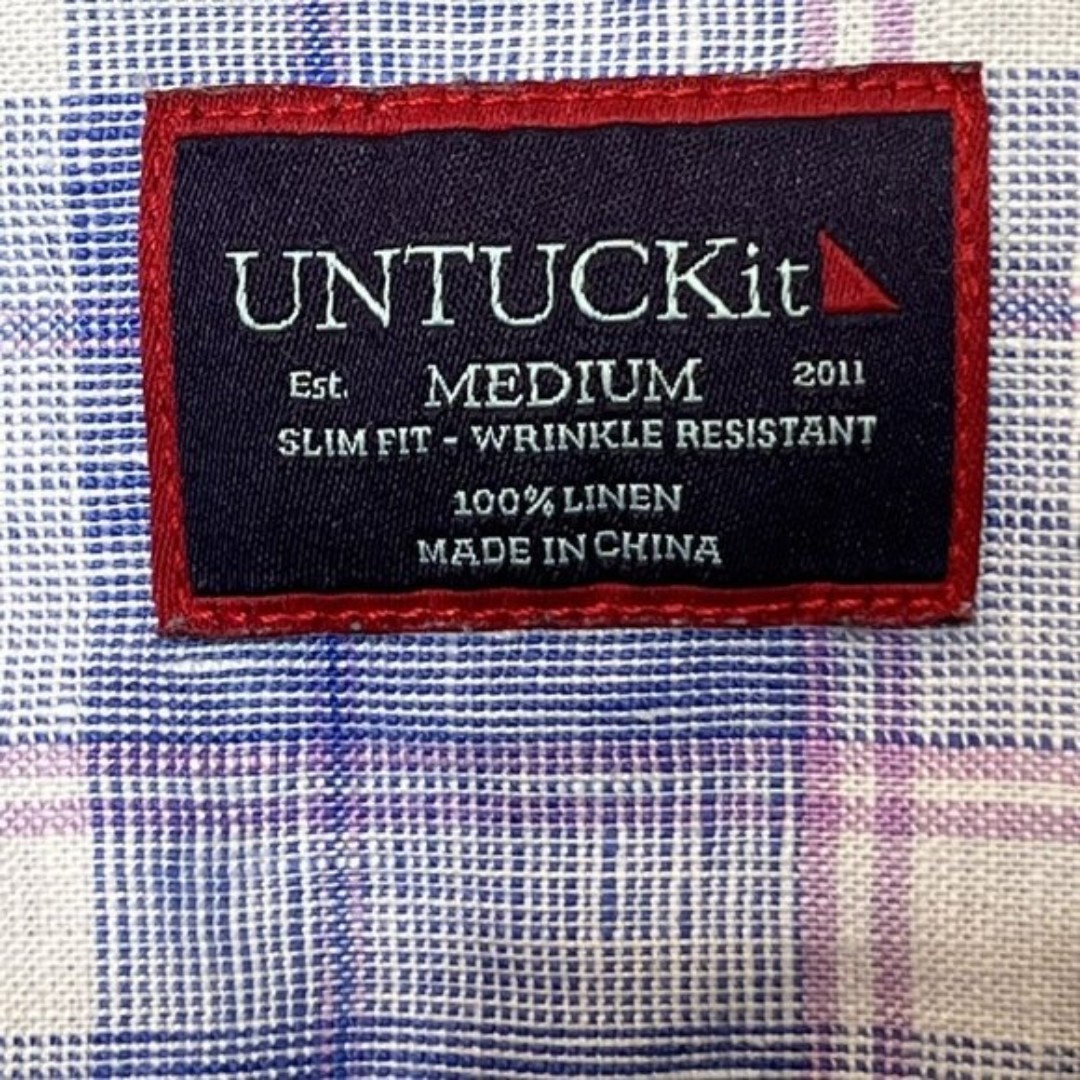 UNTUCKit
Est. MEDIUM 2011
SLIM FIT - WRINKLE RESISTANT
100% LINEN
MADE IN CHINA